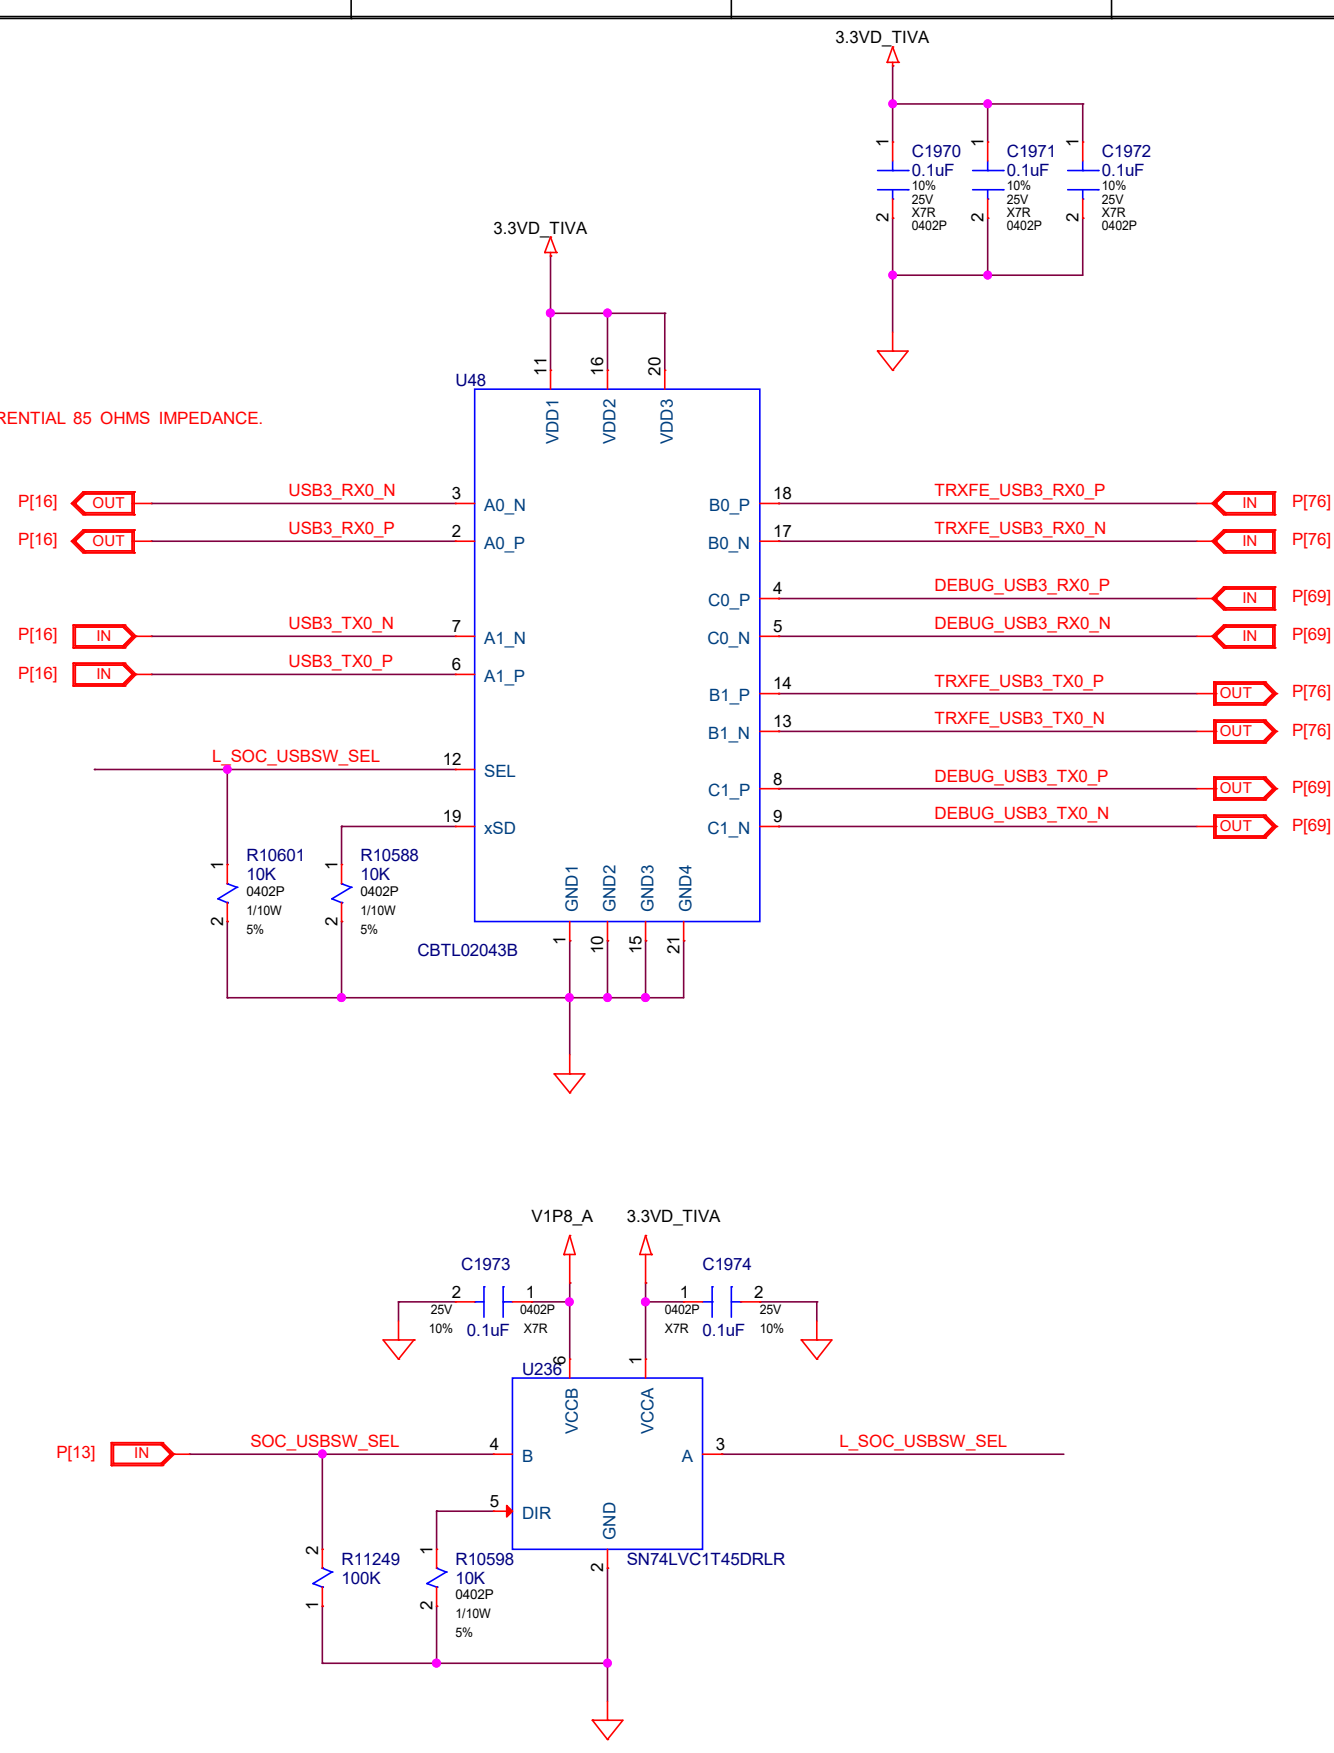 3.3VD_TIVA
1 C1970 0.1uF 10% 25V X7R 0402P 2
1 C1971 0.1uF 10% 25V X7R 0402P 2
1 C1972 0.1uF 10% 25V X7R 0402P 2
3.3VD_TIVA
11 16 20
U48
VDD1 VDD2 VDD3
RENTIAL 85 OHMS IMPEDANCE.
P[16] OUT USB3_RX0_N 3 A0_N B0_P 18 TRXFE_USB3_RX0_P IN P[76]
P[16] OUT USB3_RX0_P 2 A0_P B0_N 17 TRXFE_USB3_RX0_N IN P[76]
C0_P 4 DEBUG_USB3_RX0_P IN P[69]
P[16] IN USB3_TX0_N 7 A1_N C0_N 5 DEBUG_USB3_RX0_N IN P[69]
P[16] IN USB3_TX0_P 6 A1_P B1_P 14 TRXFE_USB3_TX0_P OUT P[76]
B1_N 13 TRXFE_USB3_TX0_N OUT P[76]
L_SOC_USBSW_SEL 12 SEL C1_P 8 DEBUG_USB3_TX0_P OUT P[69]
19 xSD C1_N 9 DEBUG_USB3_TX0_N OUT P[69]
1 R10601 10K 0402P 1/10W 5% 2
1 R10588 10K 0402P 1/10W 5% 2
GND1 GND2 GND3 GND4
1 10 15 21
CBTL02043B
V1P8_A 3.3VD_TIVA
C1973 C1974
2 1 1 2
25V 0402P 0402P 25V
10% 0.1uF X7R X7R 0.1uF 10%
U236 6 1
VCCB VCCA
P[13] IN SOC_USBSW_SEL 4 B A 3 L_SOC_USBSW_SEL
5 DIR GND
2 SN74LVC1T45DRLR
2 R11249 100K 1
1 R10598 10K 0402P 1/10W 5% 2